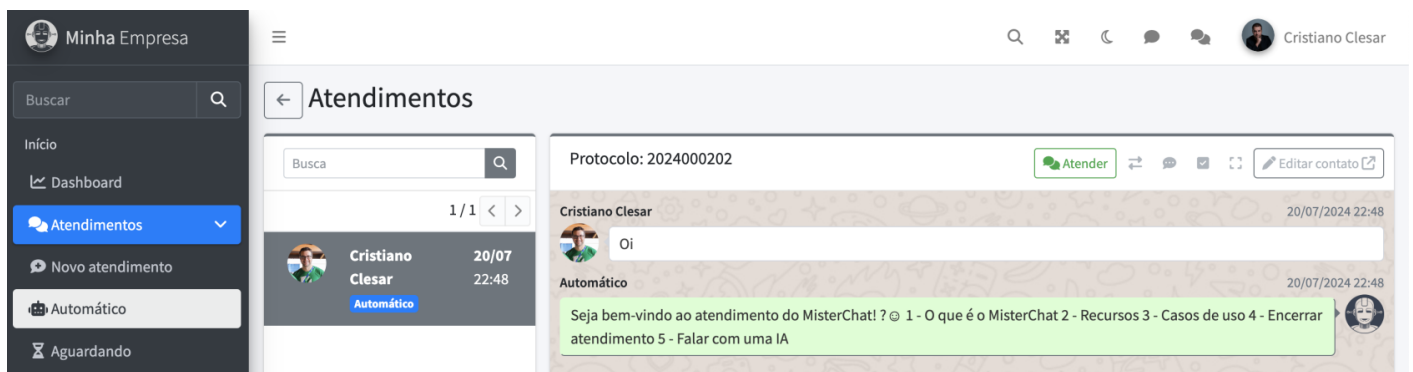 Minha Empresa
Cristiano Clesar
Buscar
Atendimentos
Início
Dashboard
Atendimentos
Novo atendimento
Automático
Aguardando
Busca
1 / 1
Cristiano 20/07
Clesar 22:48
Automático
Protocolo: 2024000202
Atender
Editar contato
Cristiano Clesar 20/07/2024 22:48
Oi
Automático 20/07/2024 22:48
Seja bem-vindo ao atendimento do MisterChat! ?☺ 1 - O que é o MisterChat 2 - Recursos 3 - Casos de uso 4 - Encerrar
atendimento 5 - Falar com uma IA